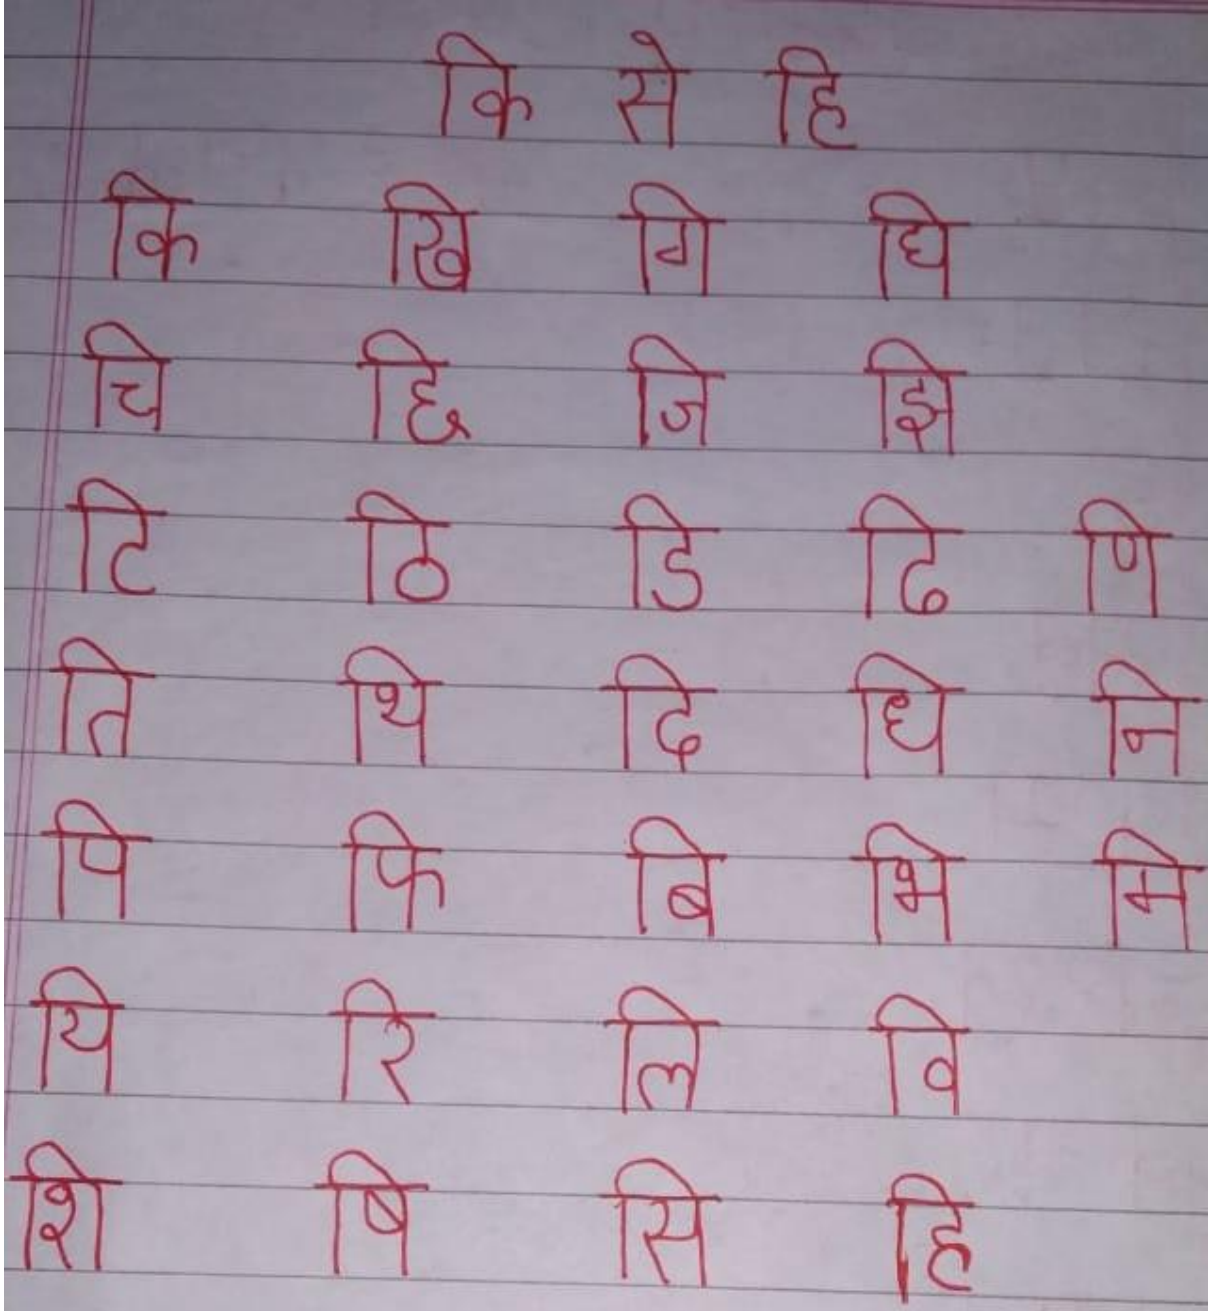 कि से हि
कि खि गि घि
चि छि जि झि
टि ठि डि ढि णि
ति थि दि धि नि
पि फि बि भि मि
यि रि लि वि
शि षि सि हि